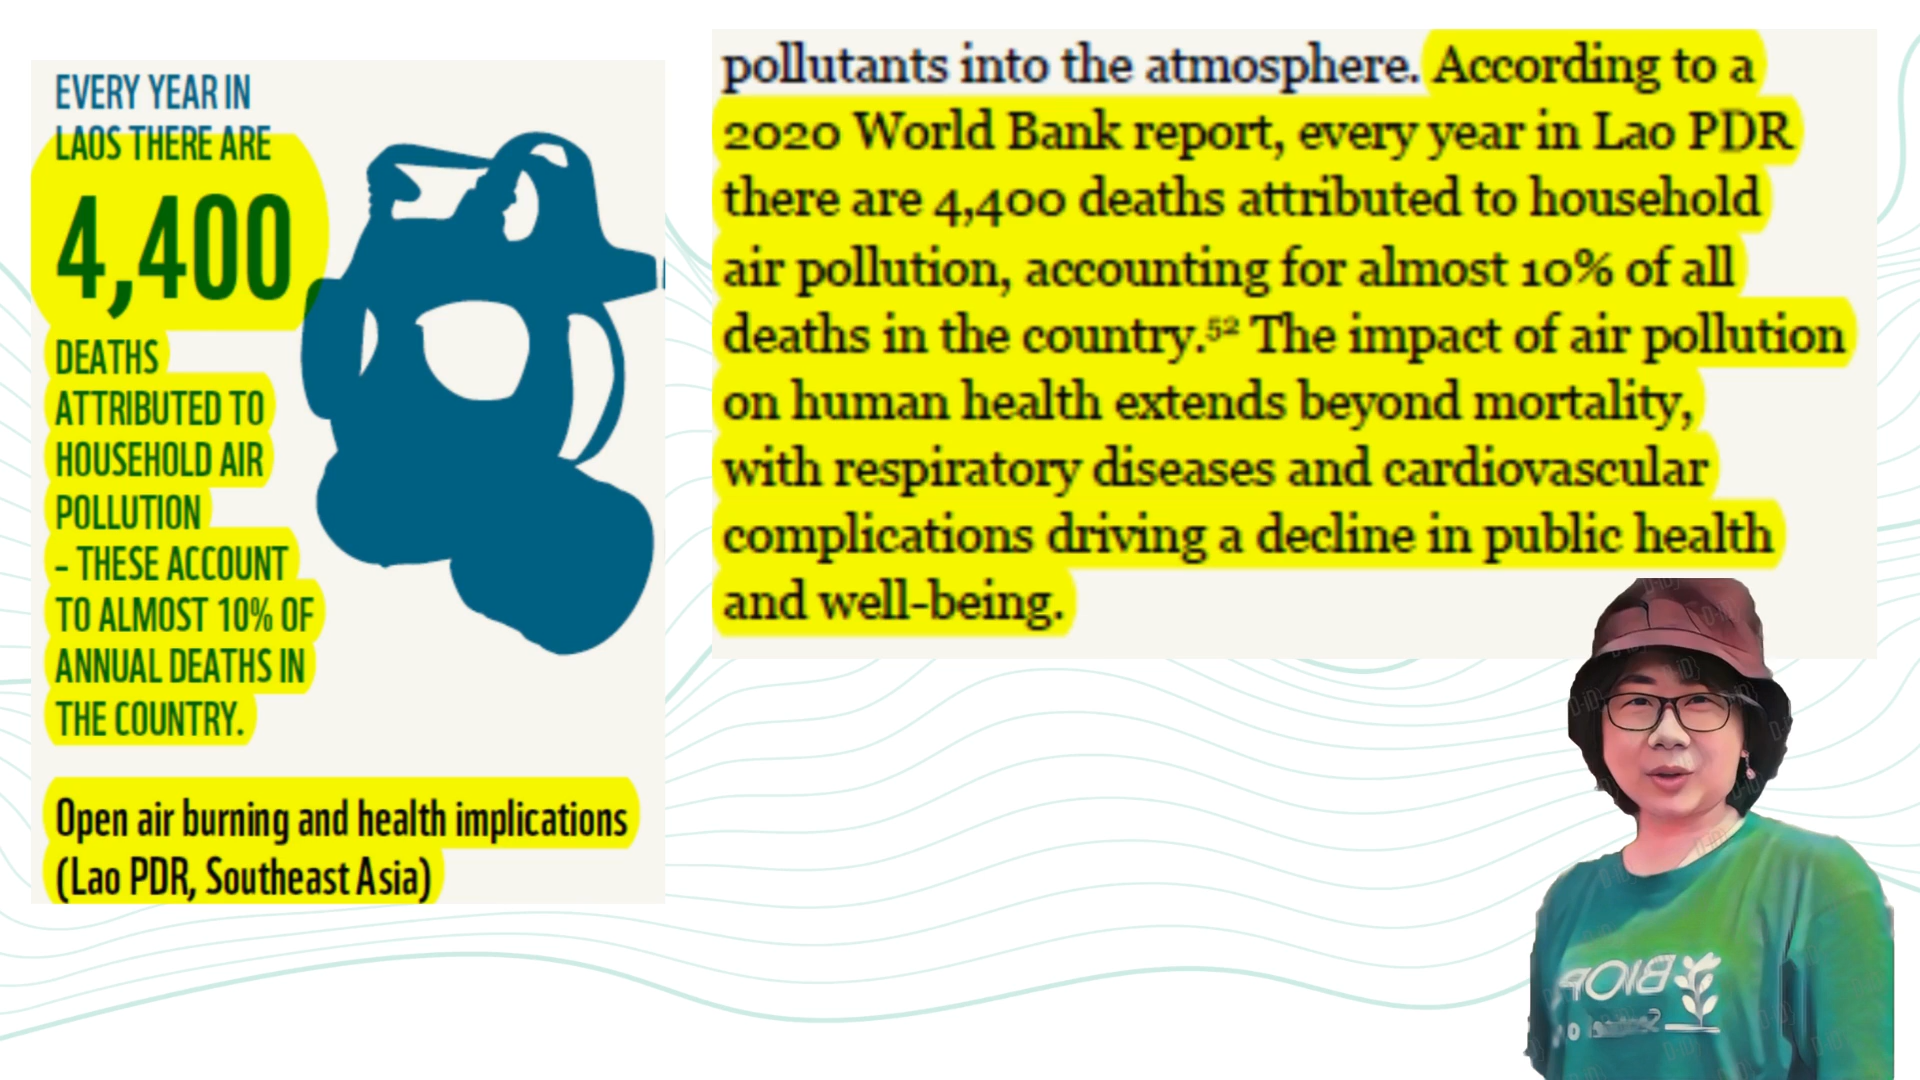 EVERY YEAR IN
LAOS THERE ARE
4,400
DEATHS
ATTRIBUTED TO
HOUSEHOLD AIR
POLLUTION
– THESE ACCOUNT
TO ALMOST 10% OF
ANNUAL DEATHS IN
THE COUNTRY.
Open air burning and health implications
(Lao PDR, Southeast Asia)
pollutants into the atmosphere. According to a
2020 World Bank report, every year in Lao PDR
there are 4,400 deaths attributed to household
air pollution, accounting for almost 10% of all
deaths in the country.⁵² The impact of air pollution
on human health extends beyond mortality,
with respiratory diseases and cardiovascular
complications driving a decline in public health
and well-being.
BIOP